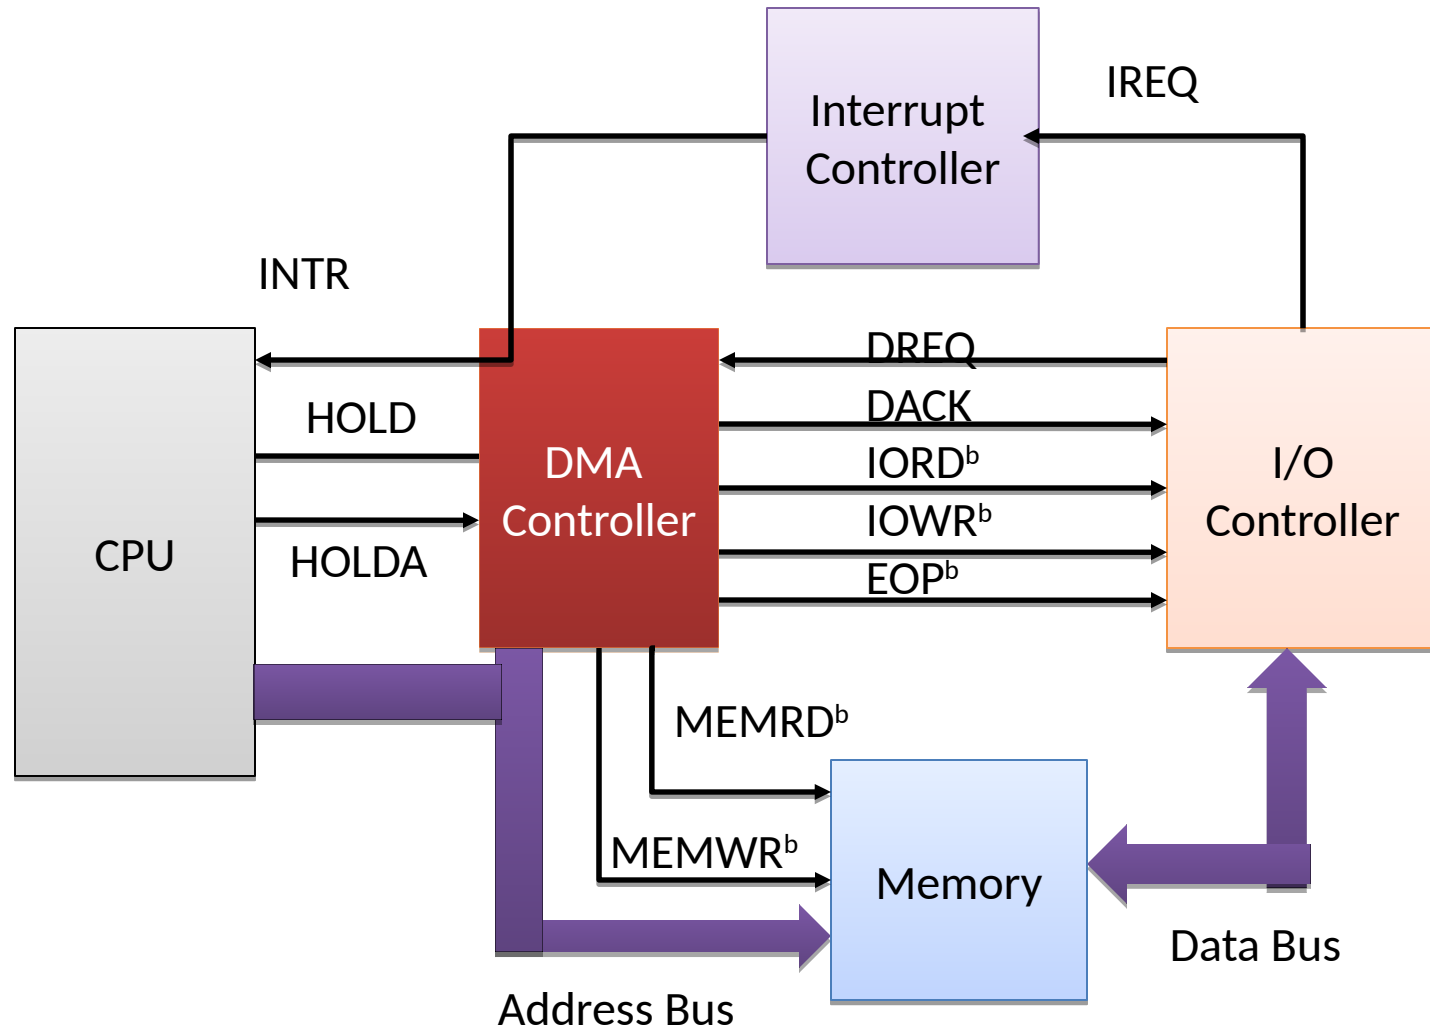 IREQ
Interrupt
Controller
INTR
DREQ
HOLD
DACK
DMA
Controller
IORDᵇ
I/O
Controller
IOWRᵇ
CPU
HOLDA
EOPᵇ
MEMRDᵇ
MEMWRᵇ
Memory
Data Bus
Address Bus